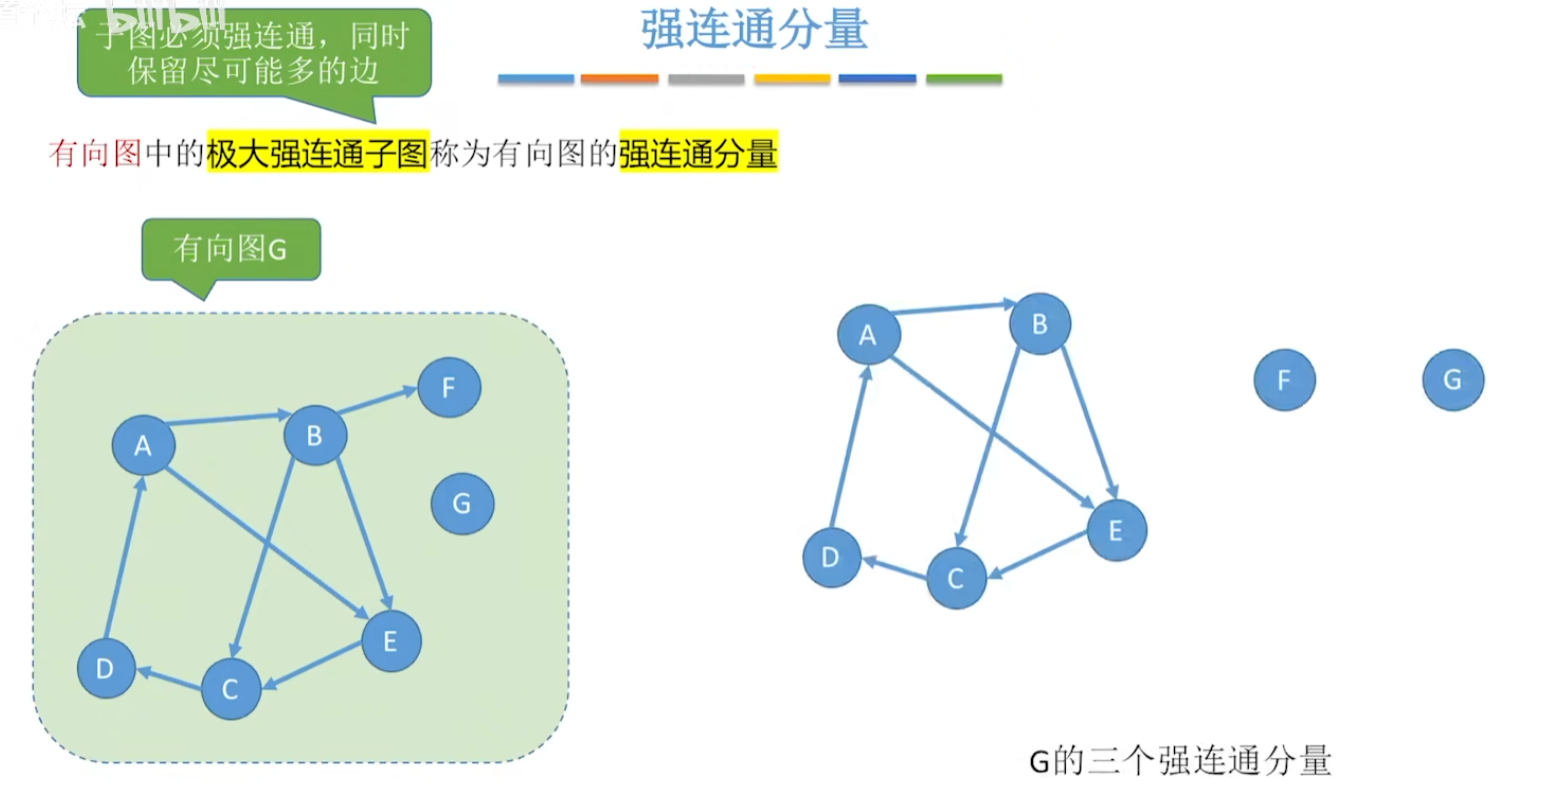 bilibili
强连通分量
子图必须强连通，同时
保留尽可能多的边
有向图中的极大强连通子图称为有向图的强连通分量
有向图G
A
B
F
G
E
D
C
A
B
F
G
E
D
C
G的三个强连通分量